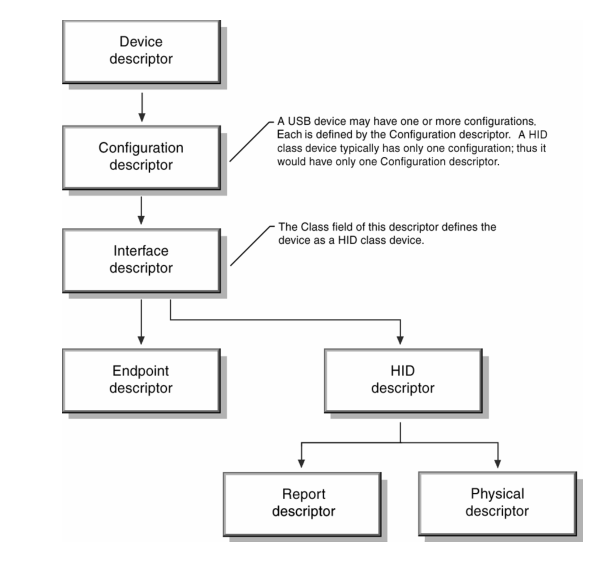 Device
descriptor
A USB device may have one or more configurations.
Each is defined by the Configuration descriptor. A HID
class device typically has only one configuration; thus it
would have only one Configuration descriptor.
Configuration
descriptor
The Class field of this descriptor defines the
device as a HID class device.
Interface
descriptor
Endpoint
descriptor
HID
descriptor
Report
descriptor
Physical
descriptor